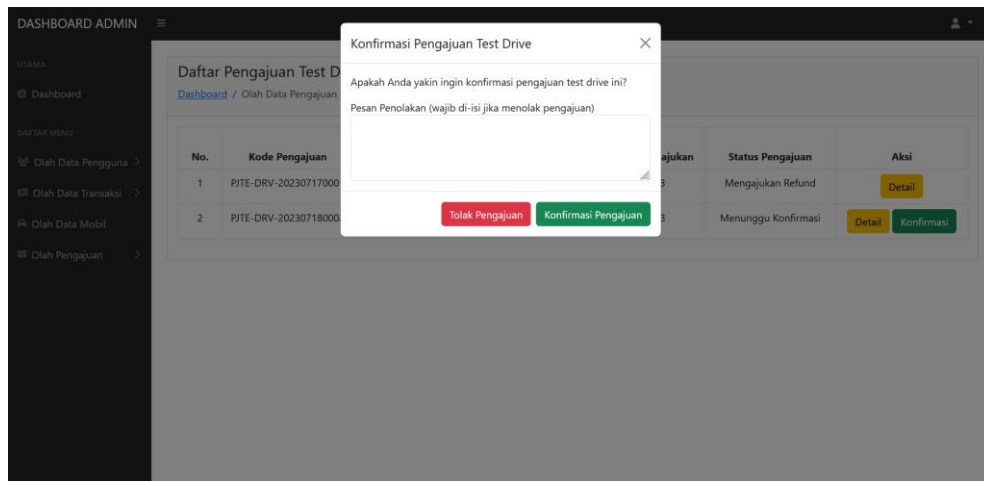 DASHBOARD ADMIN
UTAMA
Dashboard
DAFTAR MENU
Olah Data Pengguna
Olah Data Transaksi
Olah Data Mobil
Olah Pengajuan
Daftar Pengajuan Test D
Dashboard / Olah Data Pengajuan
No. Kode Pengajuan ajukan Status Pengajuan Aksi
1 PJTE-DRV-20230717000 3 Mengajukan Refund Detail
2 PJTE-DRV-20230718000 3 Menunggu Konfirmasi Detail Konfirmasi
Konfirmasi Pengajuan Test Drive
Apakah Anda yakin ingin konfirmasi pengajuan test drive ini?
Pesan Penolakan (wajib di-isi jika menolak pengajuan)
Tolak Pengajuan Konfirmasi Pengajuan